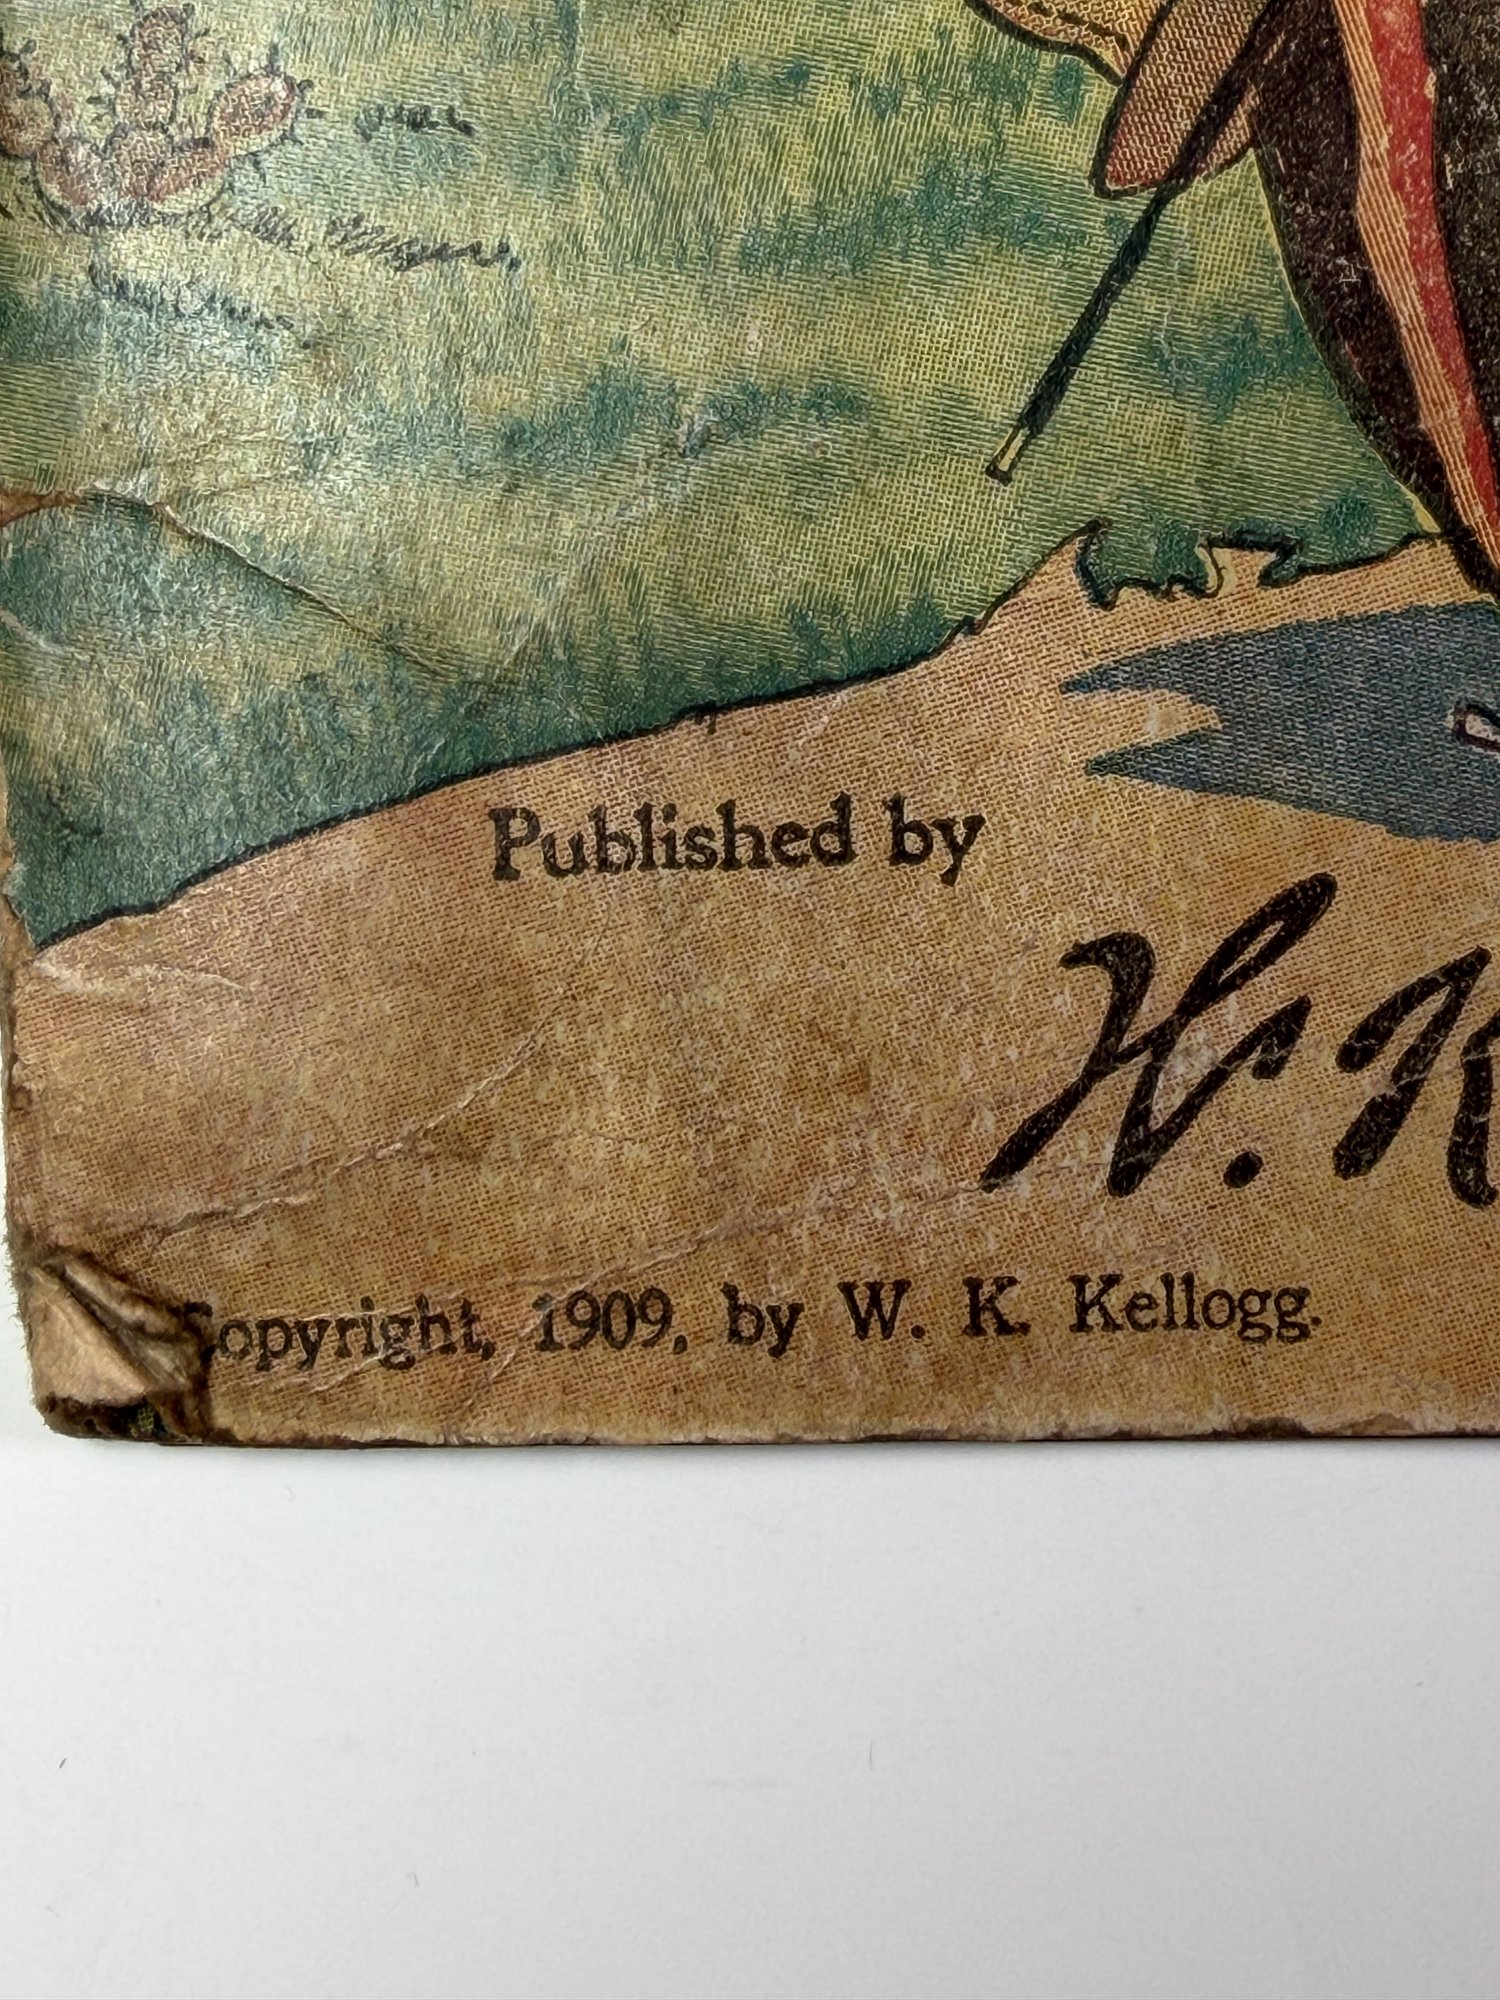 Published by
W. K
Copyright, 1909, by W. K. Kellogg.